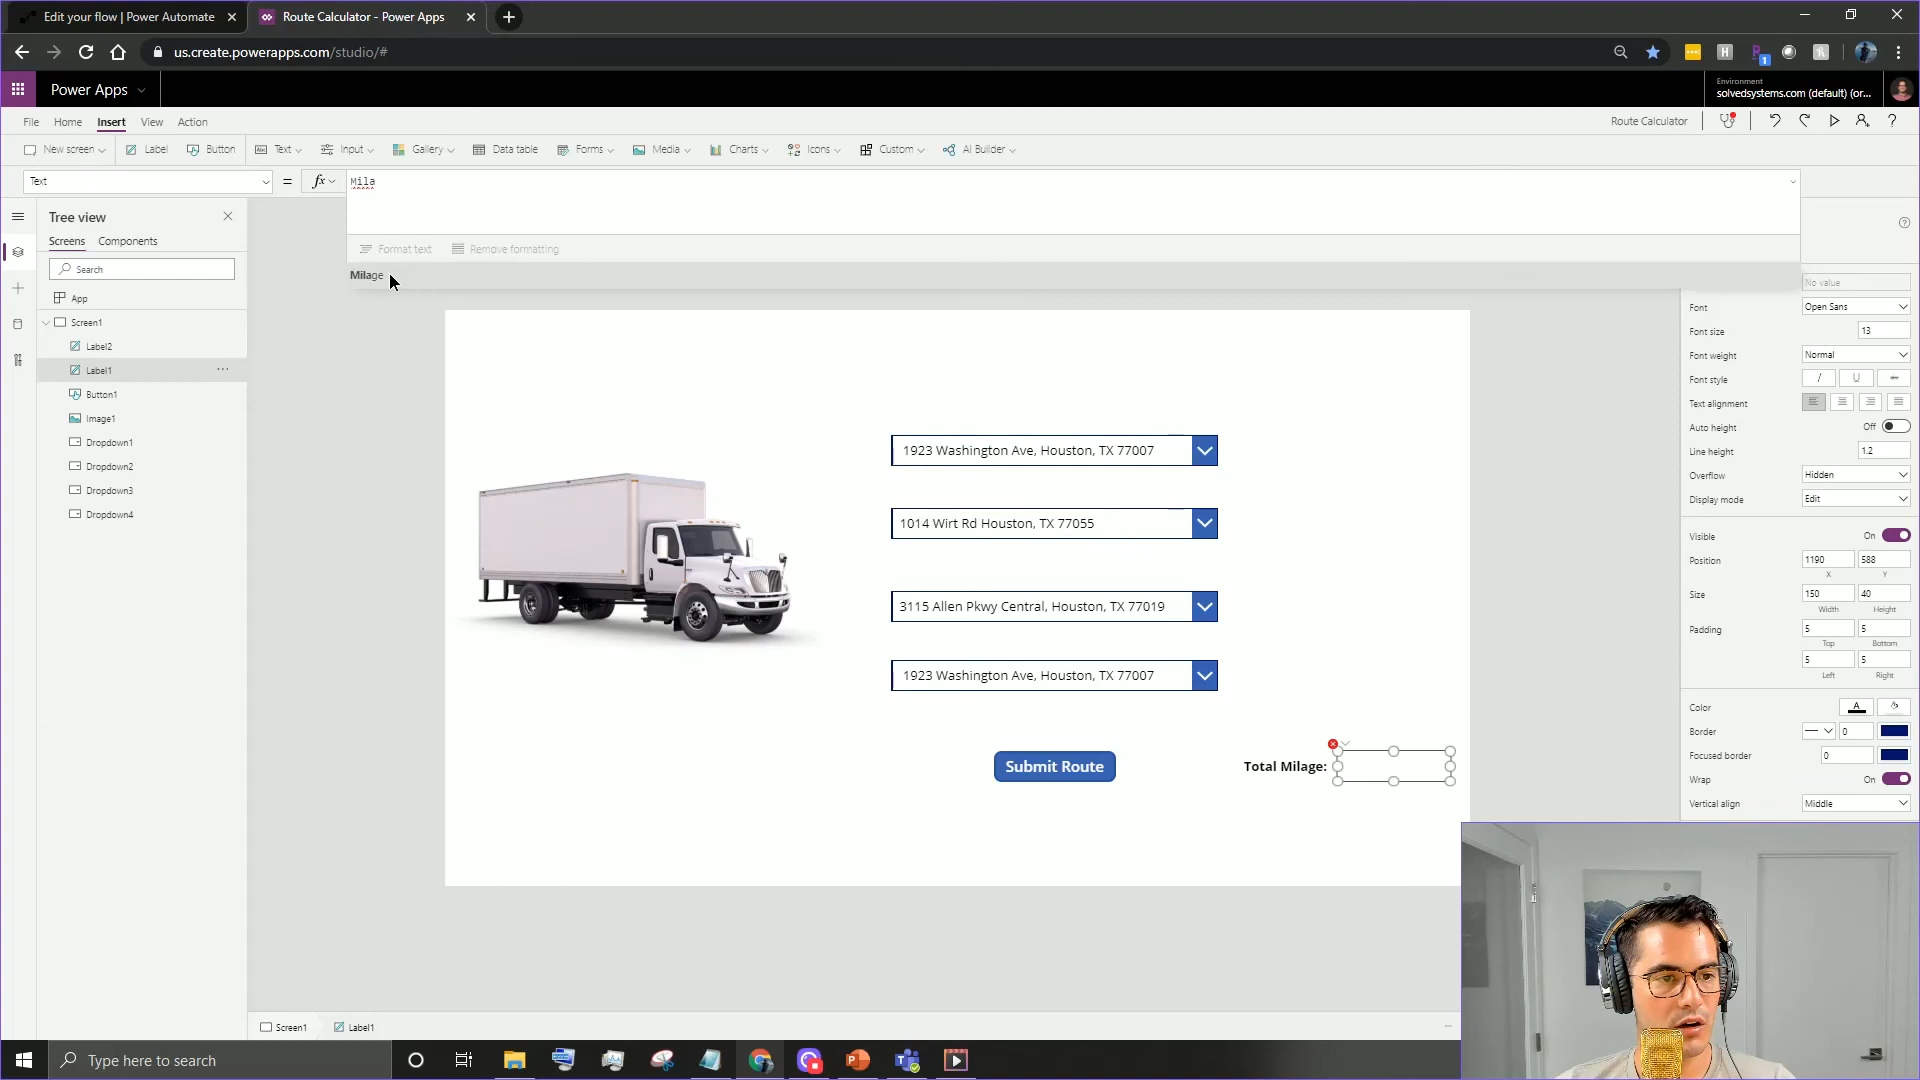 Edit your flow | Power Automate
Route Calculator - Power Apps
us.create.powerapps.com/studio/#
1
Power Apps
Environment
solvedsystems.com (default) (or...
File Home Insert View Action
Route Calculator
New screen Label Button Text Input Gallery Data table Forms Media Charts Icons Custom AI Builder
Text = fx Mila
Format text Remove formatting
Milage
Tree view
Screens Components
Search
App
Screen1
Label2
Label1
Button1
Image1
Dropdown1
Dropdown2
Dropdown3
Dropdown4
1923 Washington Ave, Houston, TX 77007
1014 Wirt Rd Houston, TX 77055
3115 Allen Pkwy Central, Houston, TX 77019
1923 Washington Ave, Houston, TX 77007
Submit Route
Total Milage:
No value
Font Open Sans
Font size 13
Font weight Normal
Font style
Text alignment
Auto height Off
Line height 1.2
Overflow Hidden
Display mode Edit
Visible On
Position 1190 588
X Y
Size 150 40
Width Height
Padding 5 5
Top Bottom
5 5
Left Right
Color
Border 0
Focused border 0
Wrap On
Vertical align Middle
Screen1 Label1
Type here to search